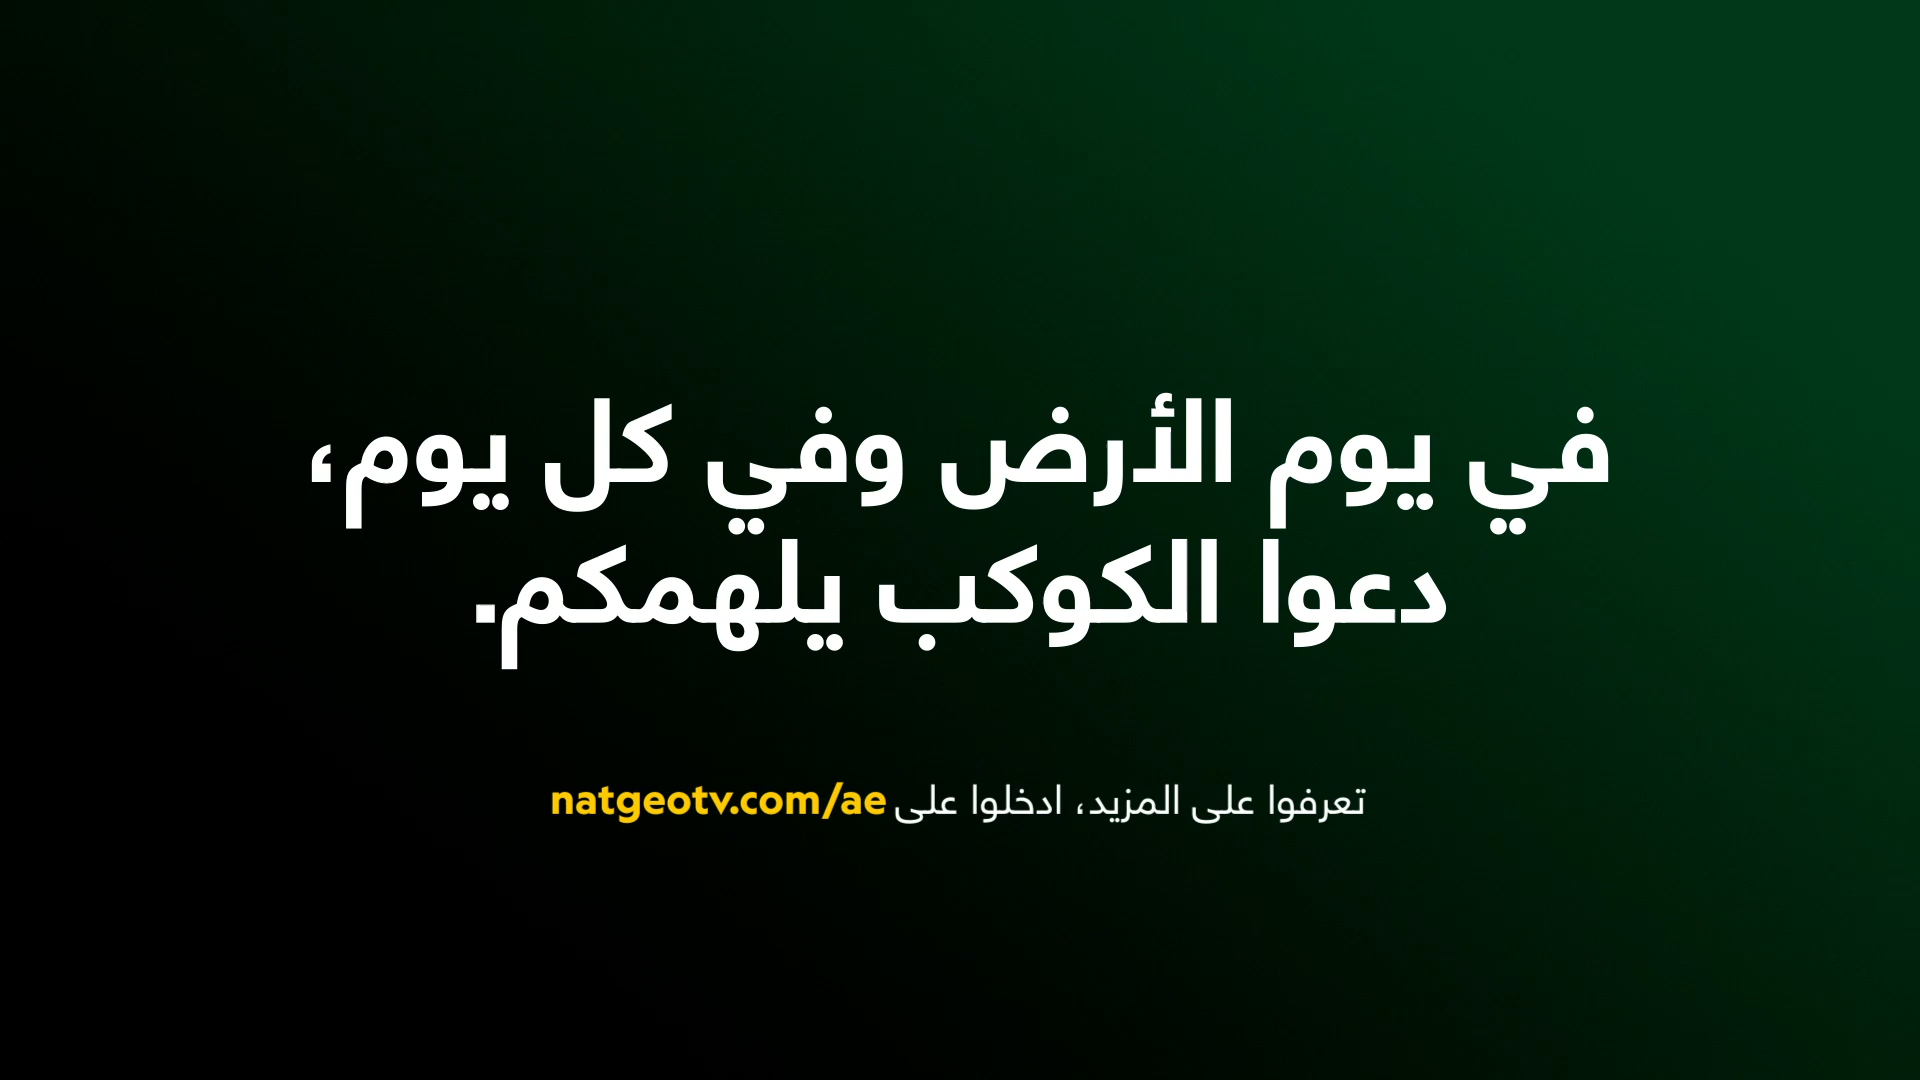 في يوم الأرض وفي كل يوم،
دعوا الكوكب يلهمكم.
تعرفوا على المزيد، ادخلوا على natgeotv.com/ae